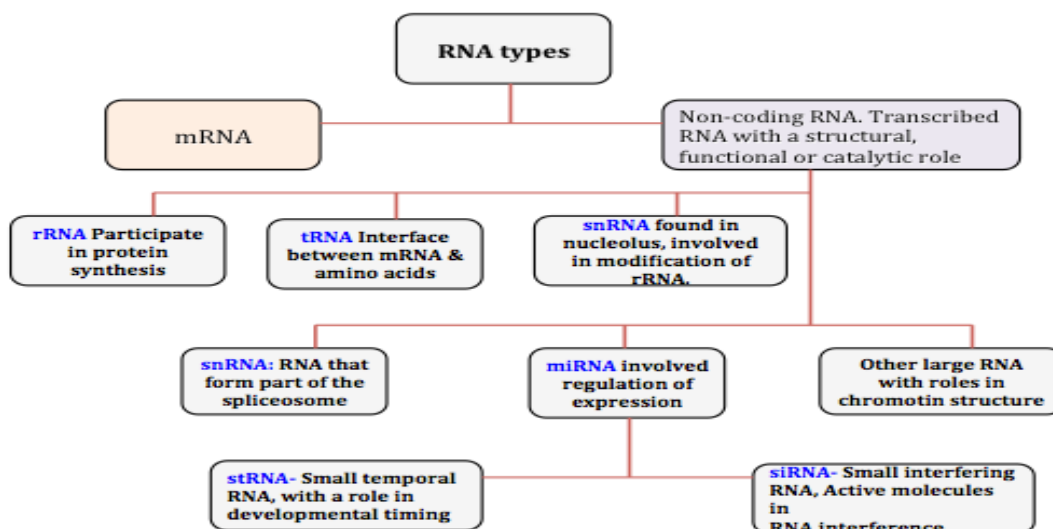 RNA types
mRNA
Non-coding RNA. Transcribed
RNA with a structural,
functional or catalytic role
rRNA Participate
in protein
synthesis
tRNA Interface
between mRNA &
amino acids
snRNA found in
nucleolus, involved
in modification of
rRNA.
snRNA: RNA that
form part of the
spliceosome
miRNA involved
regulation of
expression
Other large RNA
with roles in
chromotin structure
stRNA- Small temporal
RNA, with a role in
developmental timing
siRNA- Small interfering
RNA, Active molecules
in
RNA interference